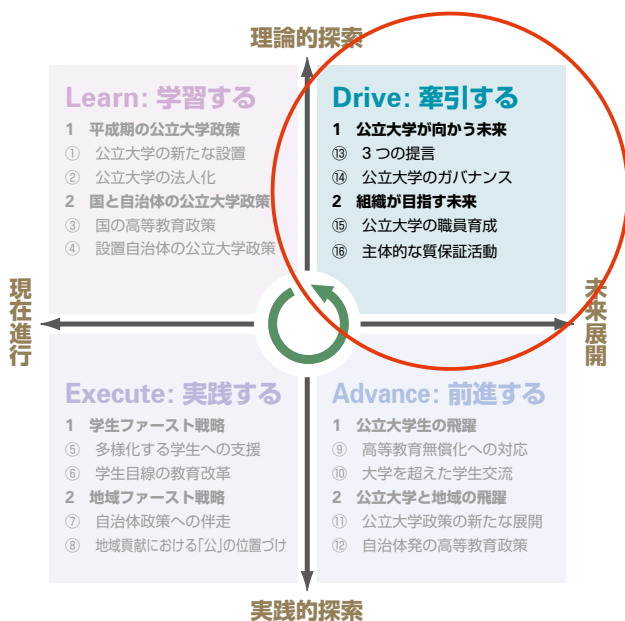 理論的探索
Learn: 学習する
1 平成期の公立大学政策
① 公立大学の新たな設置
② 公立大学の法人化
2 国と自治体の公立大学政策
③ 国の高等教育政策
④ 設置自治体の公立大学政策
Drive: 牽引する
1 公立大学が向かう未来
⑬ 3つの提言
⑭ 公立大学のガバナンス
2 組織が目指す未来
⑮ 公立大学の職員育成
⑯ 主体的な質保証活動
現在進行
未来展開
Execute: 実践する
1 学生ファースト戦略
⑤ 多様化する学生への支援
⑥ 学生目線の教育改革
2 地域ファースト戦略
⑦ 自治体政策への伴走
⑧ 地域貢献における「公」の位置づけ
Advance: 前進する
1 公立大学生の飛躍
⑨ 高等教育無償化への対応
⑩ 大学を超えた学生交流
2 公立大学と地域の飛躍
⑪ 公立大学政策の新たな展開
⑫ 自治体発の高等教育政策
実践的探索